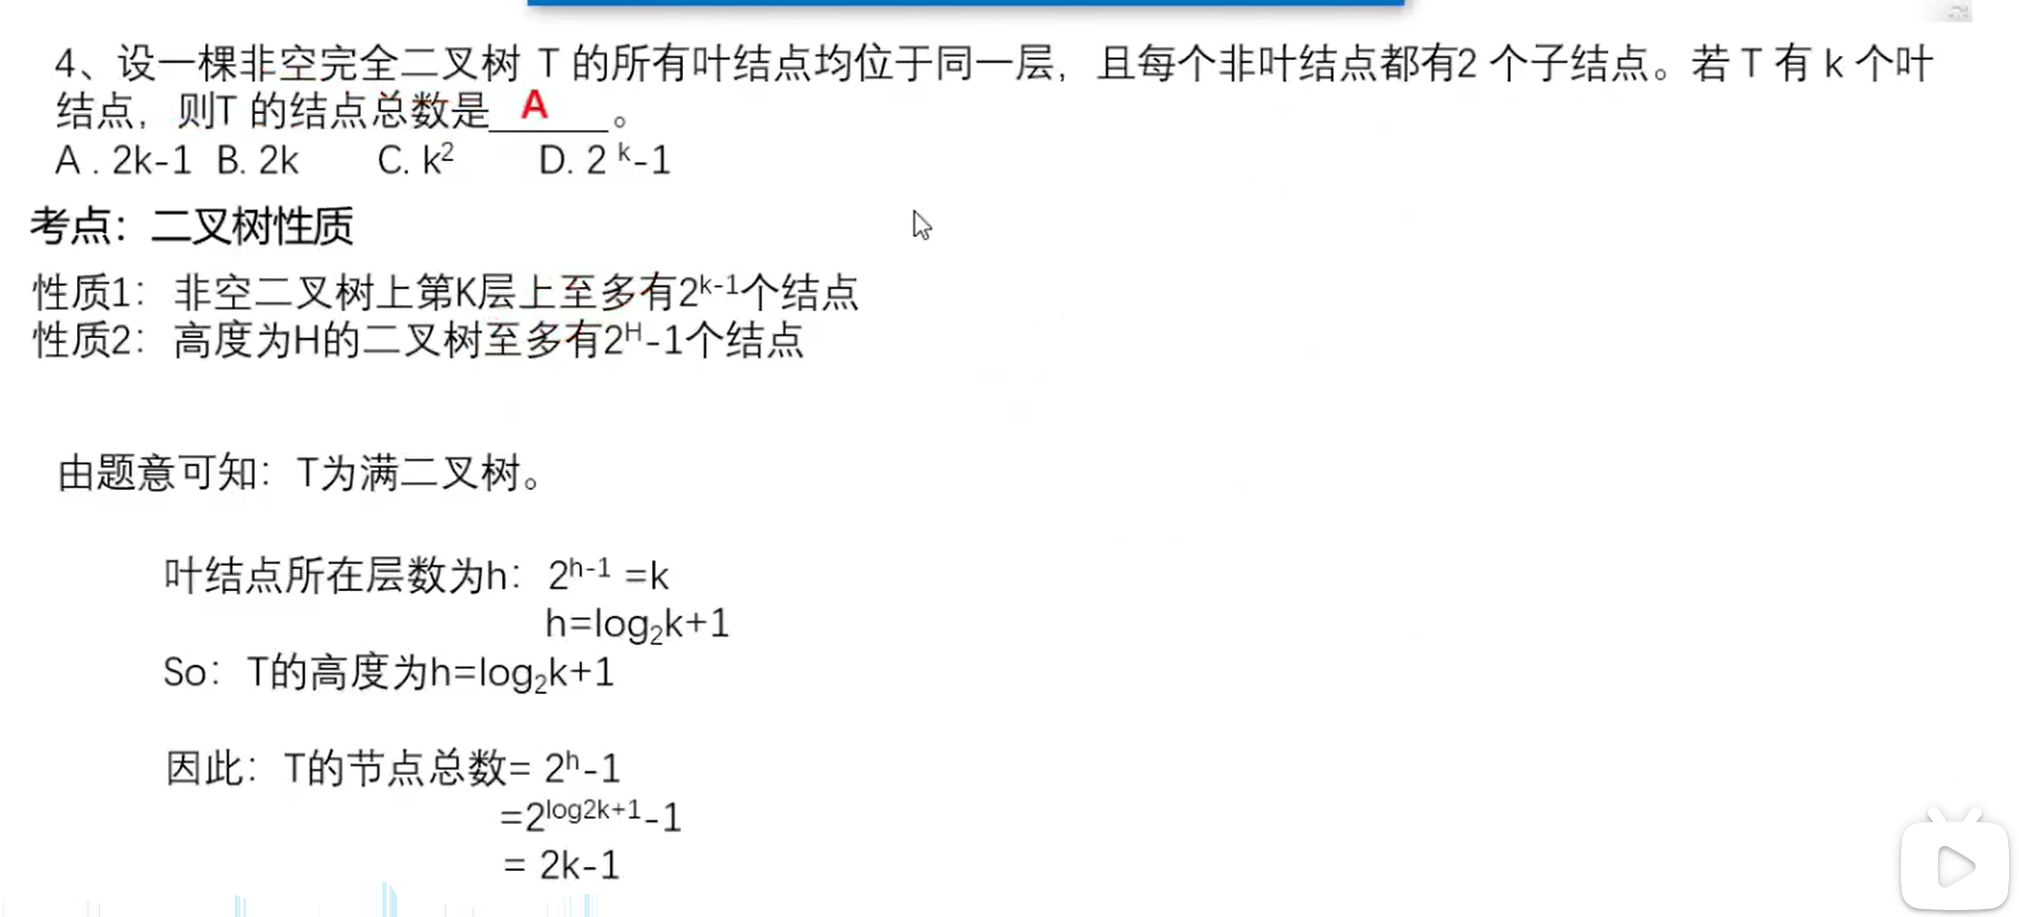 4、设一棵非空完全二叉树 T 的所有叶结点均位于同一层，且每个非叶结点都有2 个子结点。若 T 有 k 个叶
结点，则T 的结点总数是___A___。
A . 2k-1 B. 2k C. k² D. 2 ᵏ-1
考点：二叉树性质
性质1：非空二叉树上第K层上至多有2ᵏ⁻¹个结点
性质2：高度为H的二叉树至多有2ᴴ-1个结点
由题意可知：T为满二叉树。
叶结点所在层数为h：2ʰ⁻¹ =k
h=log₂k+1
So：T的高度为h=log₂k+1
因此：T的节点总数= 2ʰ-1
=2^log2k+1-1
= 2k-1